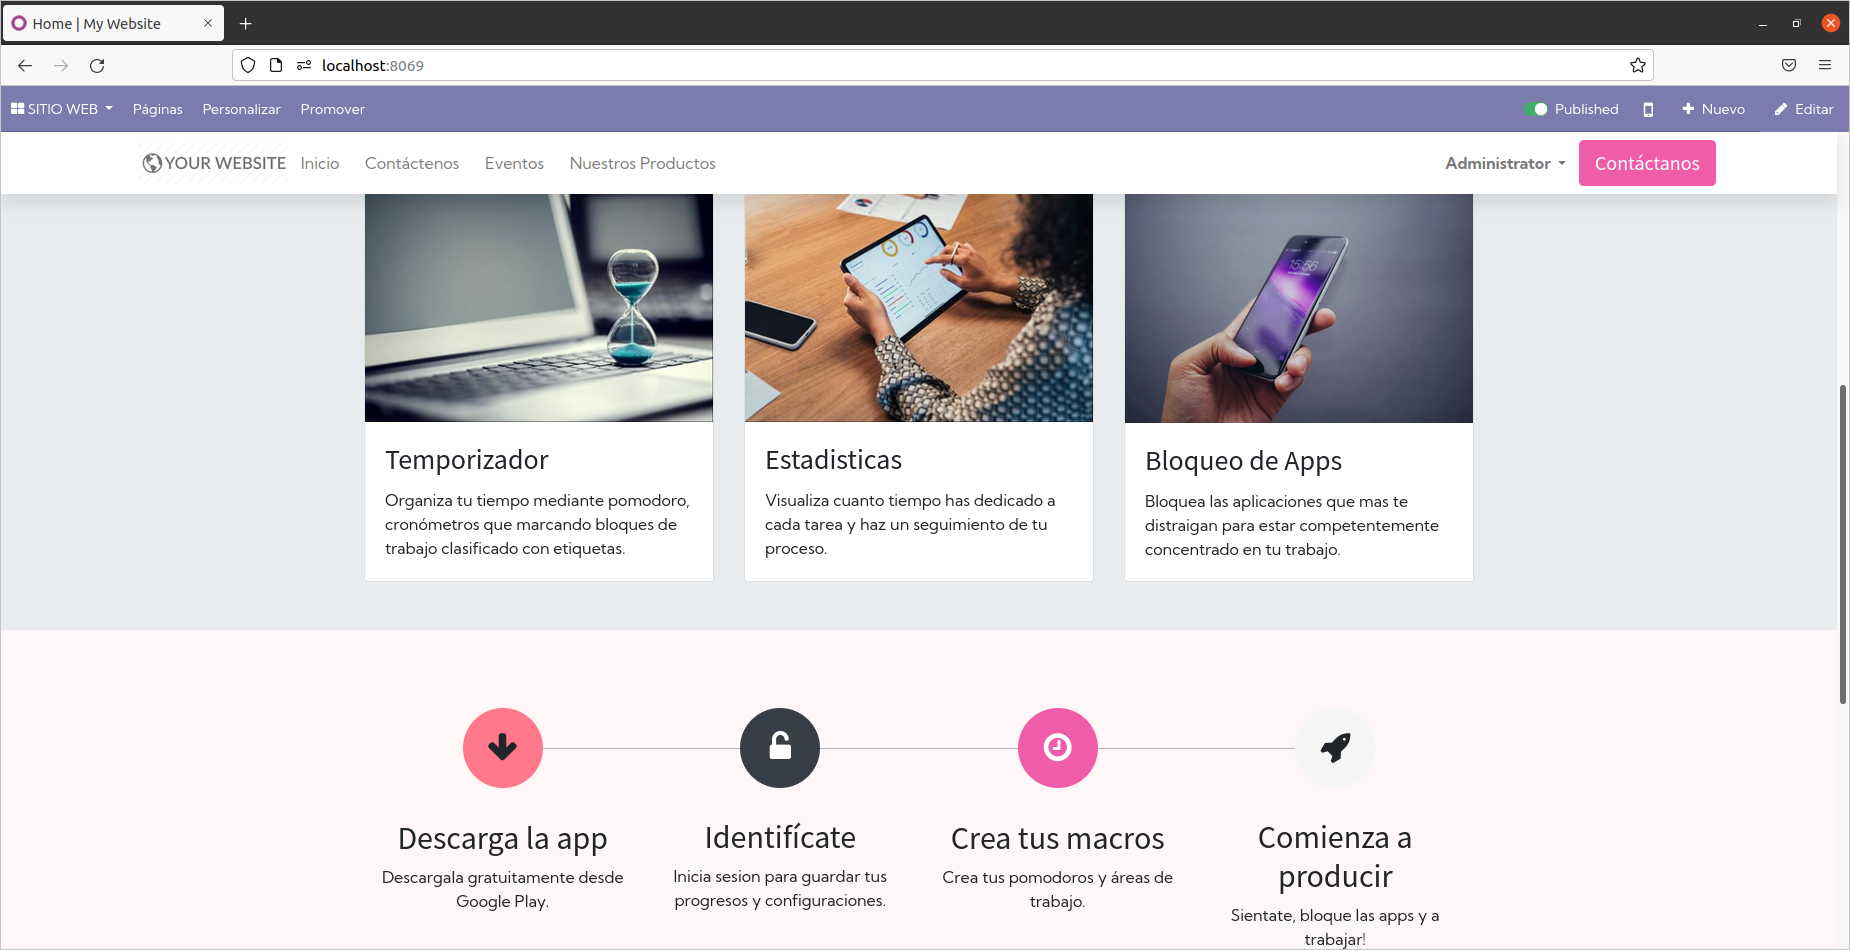 Home | My Website
localhost:8069
SITIO WEB Páginas Personalizar Promover Published Nuevo Editar
YOUR WEBSITE Inicio Contáctenos Eventos Nuestros Productos Administrator Contáctanos
15:56
Temporizador
Organiza tu tiempo mediante pomodoro,
cronómetros que marcando bloques de
trabajo clasificado con etiquetas.
Estadisticas
Visualiza cuanto tiempo has dedicado a
cada tarea y haz un seguimiento de tu
proceso.
Bloqueo de Apps
Bloquea las aplicaciones que mas te
distraigan para estar competentemente
concentrado en tu trabajo.
Descarga la app
Descargala gratuitamente desde
Google Play.
Identifícate
Inicia sesion para guardar tus
progresos y configuraciones.
Crea tus macros
Crea tus pomodoros y áreas de
trabajo.
Comienza a
producir
Sientate, bloque las apps y a
trabajar!